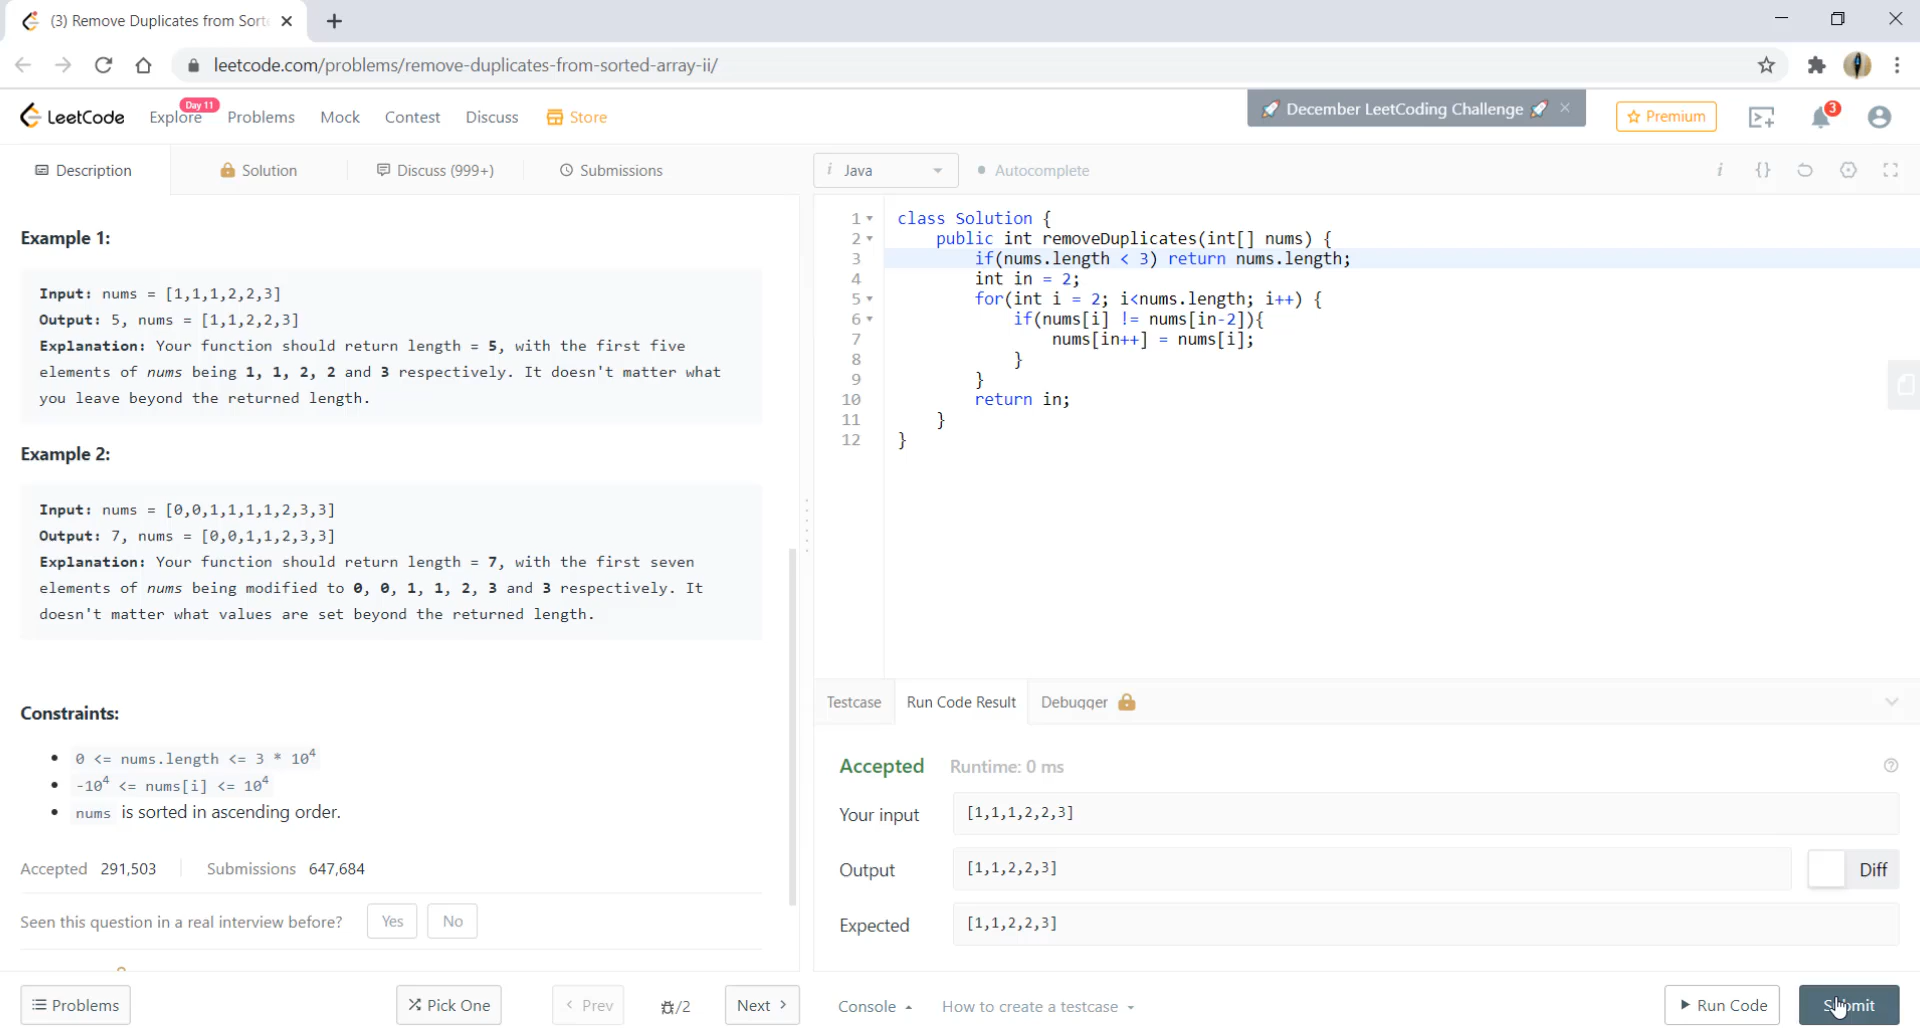 (3) Remove Duplicates from Sort
leetcode.com/problems/remove-duplicates-from-sorted-array-ii/
LeetCode
Explore
Day 11
Problems
Mock
Contest
Discuss
Store
🚀 December LeetCoding Challenge 🚀
Premium
3
Description
Solution
Discuss (999+)
Submissions
i Java
Autocomplete
i {}
Example 1:
Input: nums = [1,1,1,2,2,3]
Output: 5, nums = [1,1,2,2,3]
Explanation: Your function should return length = 5, with the first five
elements of nums being 1, 1, 2, 2 and 3 respectively. It doesn't matter what
you leave beyond the returned length.
Example 2:
Input: nums = [0,0,1,1,1,1,2,3,3]
Output: 7, nums = [0,0,1,1,2,3,3]
Explanation: Your function should return length = 7, with the first seven
elements of nums being modified to 0, 0, 1, 1, 2, 3 and 3 respectively. It
doesn't matter what values are set beyond the returned length.
Constraints:
• 0 <= nums.length <= 3 * 10^4
• -10^4 <= nums[i] <= 10^4
• nums is sorted in ascending order.
Accepted 291,503
Submissions 647,684
Seen this question in a real interview before?
Yes
No
Problems
Pick One
< Prev
/2
Next >
1 class Solution {
2 public int removeDuplicates(int[] nums) {
3 if(nums.length < 3) return nums.length;
4 int in = 2;
5 for(int i = 2; i<nums.length; i++) {
6 if(nums[i] != nums[in-2]){
7 nums[in++] = nums[i];
8 }
9 }
10 return in;
11 }
12 }
Testcase
Run Code Result
Debugger
Accepted
Runtime: 0 ms
Your input
[1,1,1,2,2,3]
Output
[1,1,2,2,3]
Diff
Expected
[1,1,2,2,3]
Console
How to create a testcase
Run Code
Submit